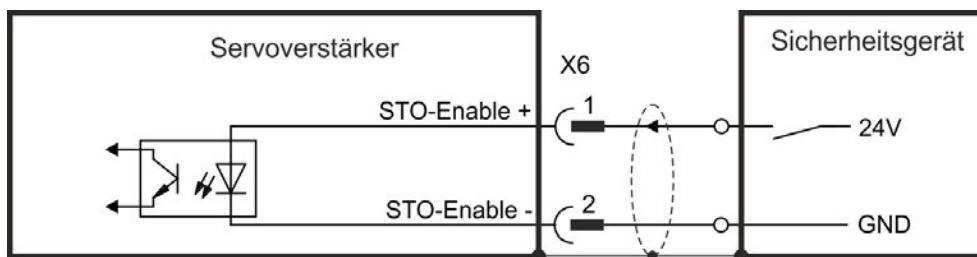 Servoverstärker
Sicherheitsgerät
X6
STO-Enable +
1
24V
STO-Enable -
2
GND